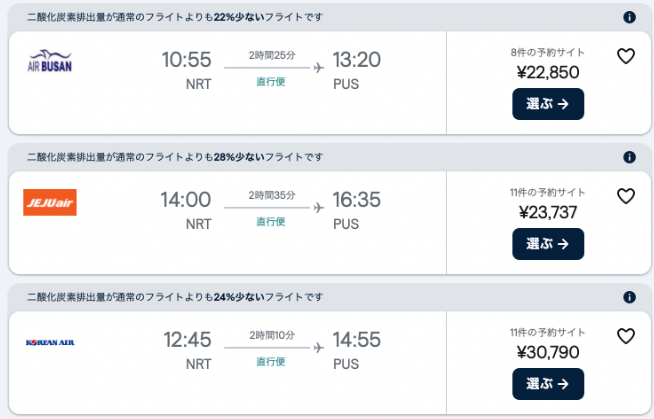 二酸化炭素排出量が通常のフライトよりも22%少ないフライトです
AIR BUSAN
10:55 2時間25分 13:20
NRT 直行便 PUS
8件の予約サイト
¥22,850
選ぶ →
二酸化炭素排出量が通常のフライトよりも28%少ないフライトです
JEJUair
14:00 2時間35分 16:35
NRT 直行便 PUS
11件の予約サイト
¥23,737
選ぶ →
二酸化炭素排出量が通常のフライトよりも24%少ないフライトです
KOREAN AIR
12:45 2時間10分 14:55
NRT 直行便 PUS
11件の予約サイト
¥30,790
選ぶ →